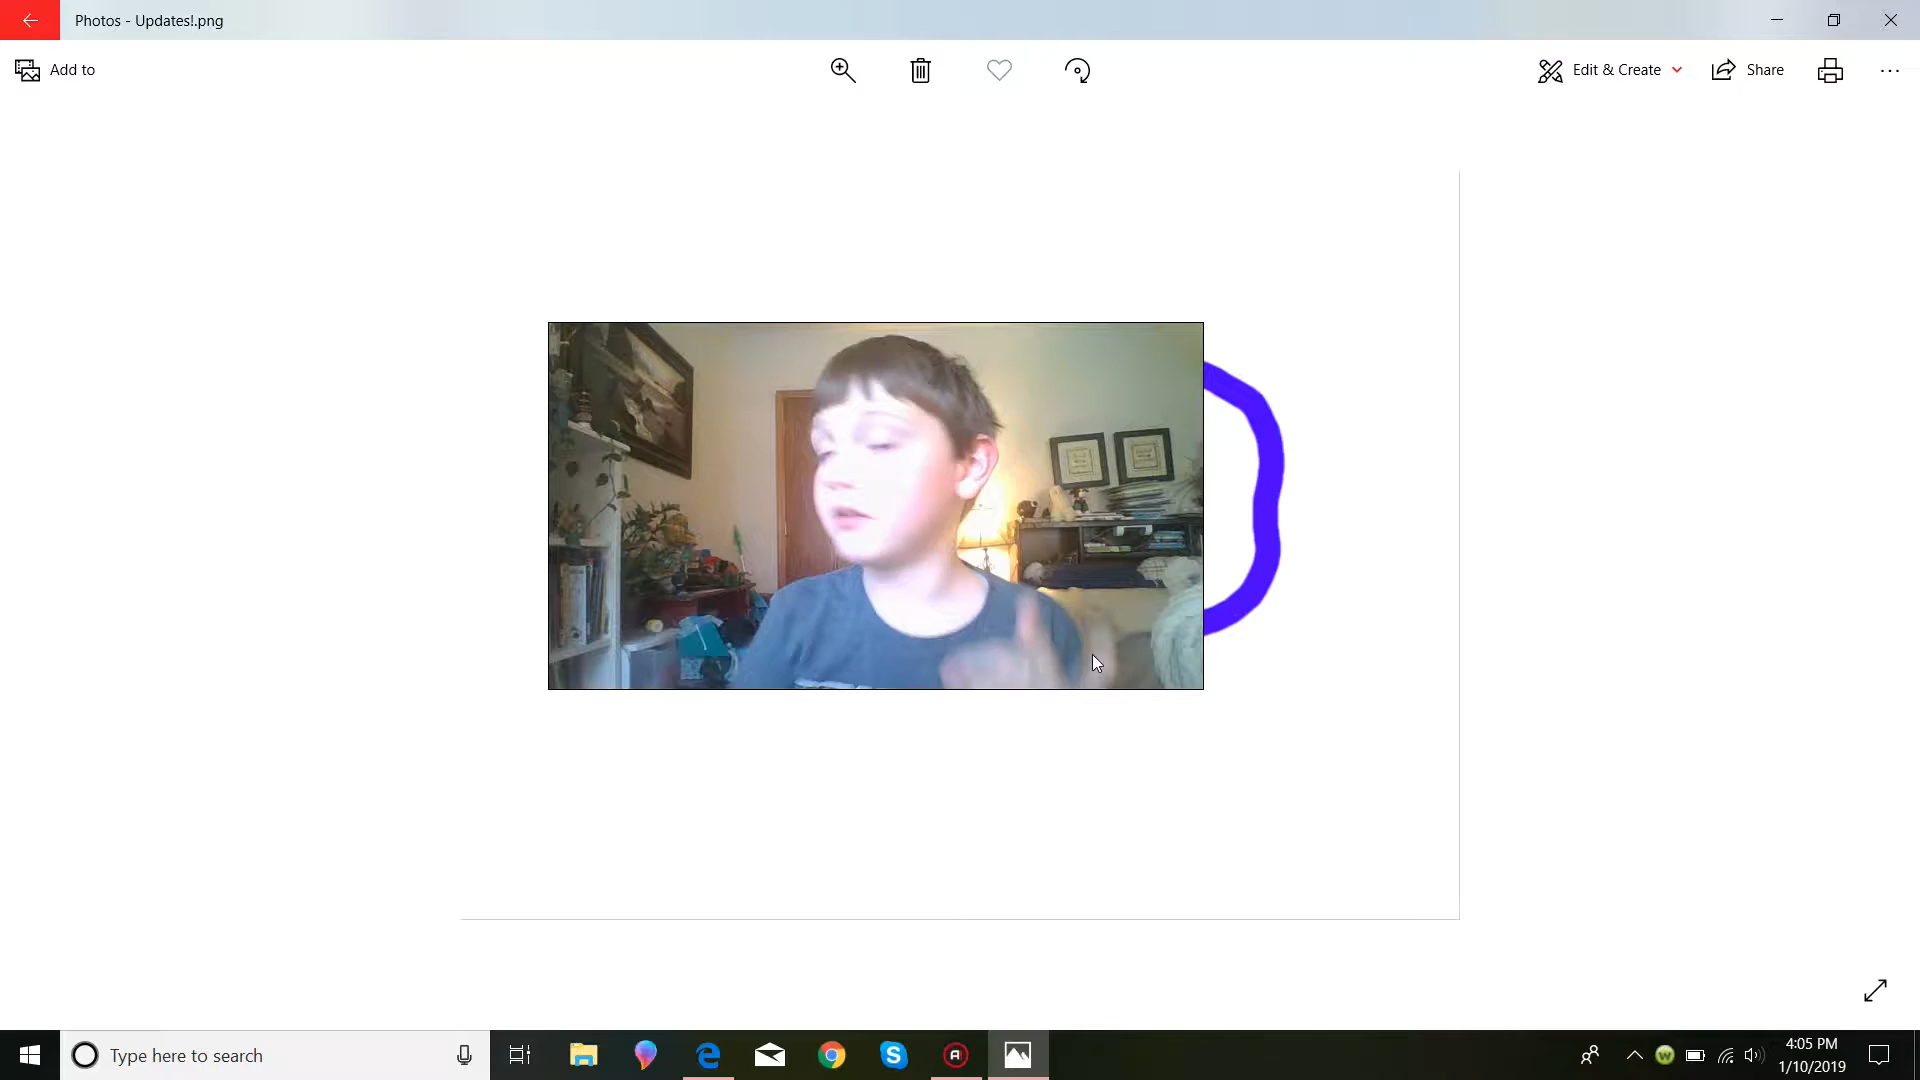 Photos - Updates!.png
Add to
Edit & Create
Share
Type here to search
4:05 PM
1/10/2019